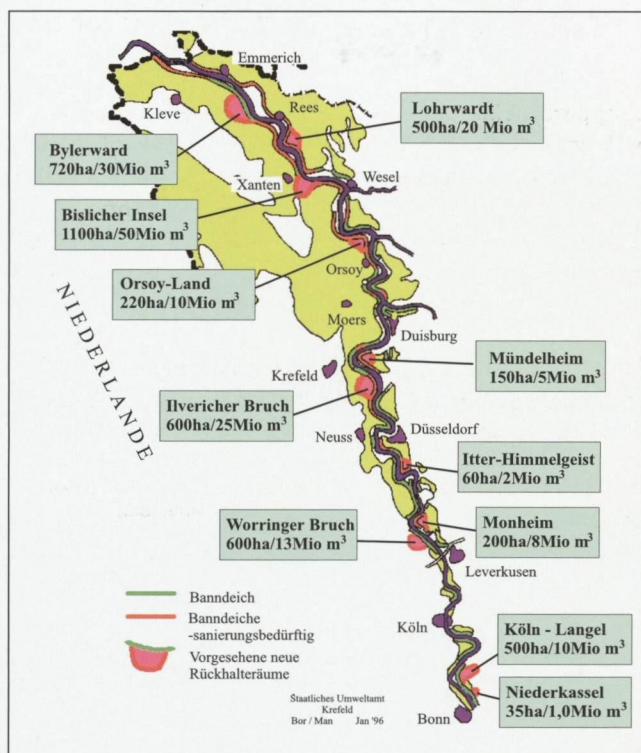 Emmerich
Kleve
Rees
Lohrwardt
500ha/20 Mio m³
Bylerward
720ha/30Mio m³
Xanten
Wesel
Bislicher Insel
1100ha/50Mio m³
Orsoy
Orsoy-Land
220ha/10Mio m³
Moers
Duisburg
NIEDERLANDE
Krefeld
Mündelheim
150ha/5Mio m³
Ilvericher Bruch
600ha/25Mio m³
Neuss
Düsseldorf
Itter-Himmelgeist
60ha/2Mio m³
Worringer Bruch
600ha/13Mio m³
Monheim
200ha/8Mio m³
Leverkusen
Banndeich
Banndeiche
-sanierungsbedürftig
Vorgesehene neue
Rückhalteräume
Köln
Köln - Langel
500ha/10Mio m³
Niederkassel
35ha/1,0Mio m³
Bonn
Staatliches Umweltamt
Krefeld
Bor / Man Jan '96